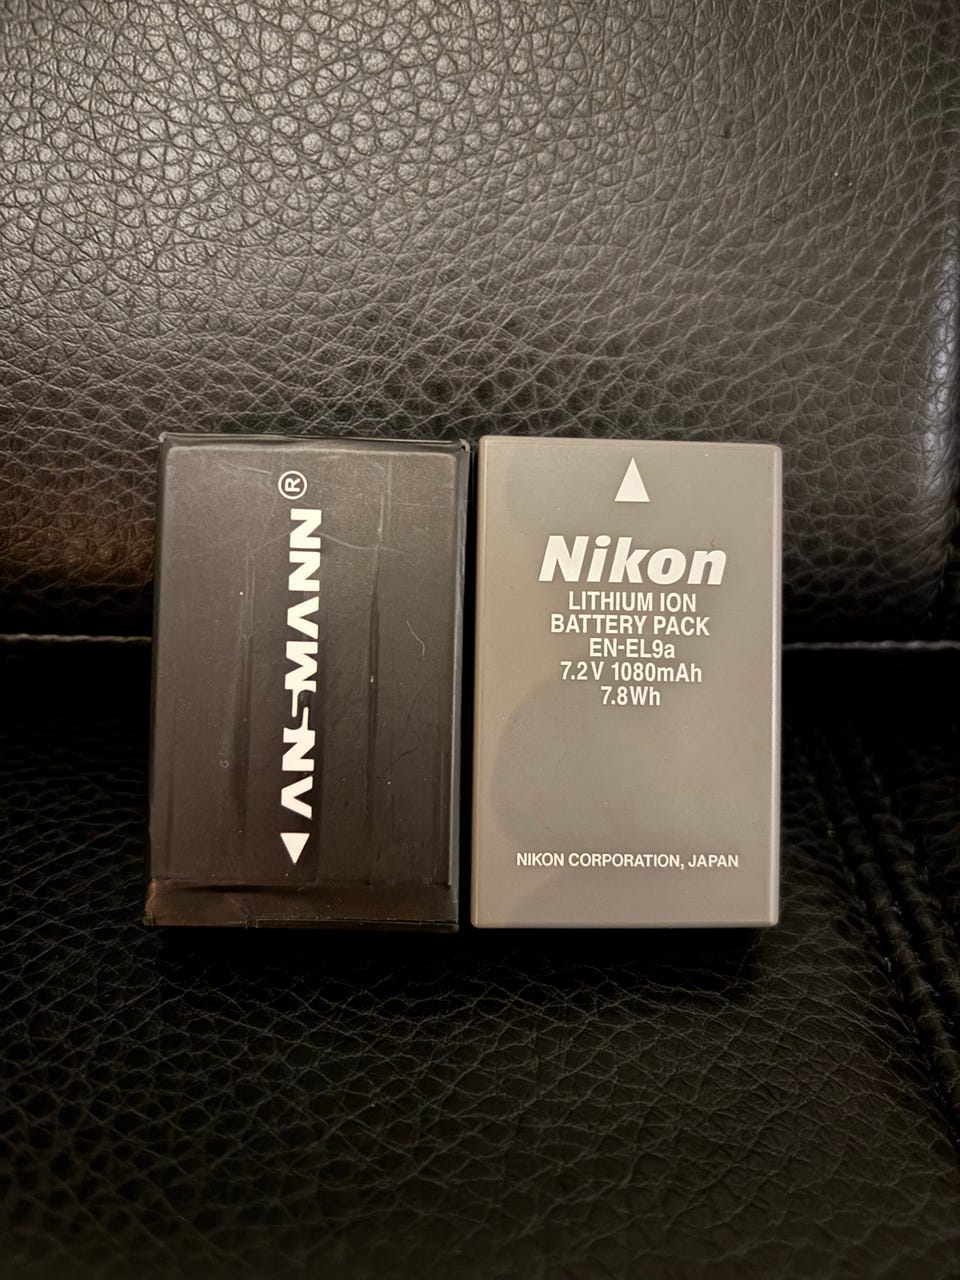 ANSMANN®
Nikon
LITHIUM ION
BATTERY PACK
EN-EL9a
7.2V 1080mAh
7.8Wh
NIKON CORPORATION, JAPAN